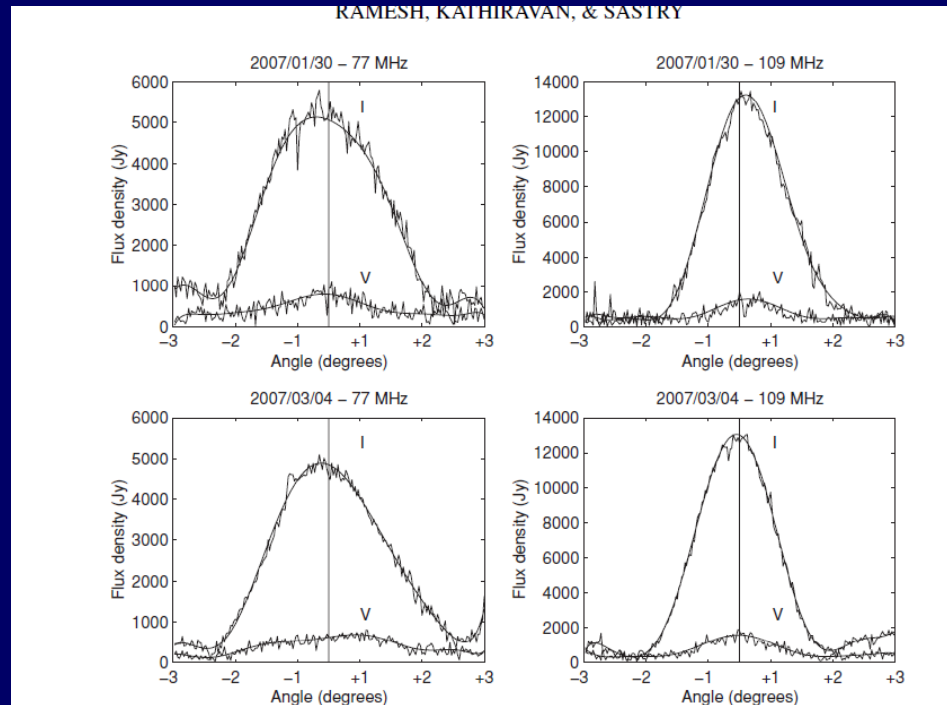 RAMESH, KATHIRAVAN, & SASTRY
2007/01/30 − 77 MHz
6000
5000
4000
3000
2000
1000
0
Flux density (Jy)
I
V
−3 −2 −1 +1 +2 +3
Angle (degrees)
2007/01/30 − 109 MHz
14000
12000
10000
8000
6000
4000
2000
0
Flux density (Jy)
I
V
−3 −2 −1 +1 +2 +3
Angle (degrees)
2007/03/04 − 77 MHz
6000
5000
4000
3000
2000
1000
0
Flux density (Jy)
I
V
−3 −2 −1 +1 +2 +3
Angle (degrees)
2007/03/04 − 109 MHz
14000
12000
10000
8000
6000
4000
2000
0
Flux density (Jy)
I
V
−3 −2 −1 +1 +2 +3
Angle (degrees)